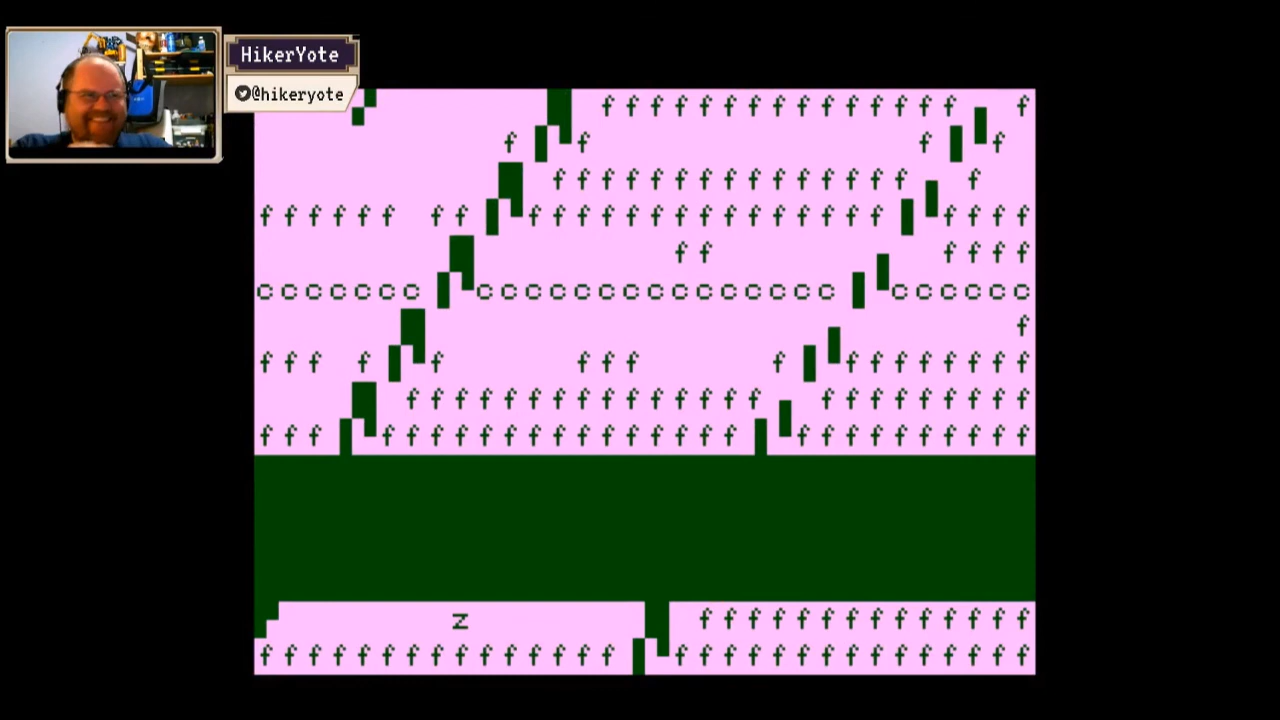 HikerYote
@hikeryote
f f f f f f f f f f f f f f f f
f f f f
f f f f f f f f f f f f f f f f
f f f f f f f f f f f f f f f f f f f f f f f f f f f
f f f f f f
c c c c c c c c c c c c c c c c c c c c c c c c c c c c
f
f f f f f f f f f f f f f f f f f
f f f f f f f f f f f f f f f f f f f f f f f f
f f f f f f f f f f f f f f f f f f f f f f f f f f f f
z f f f f f f f f f f f f f f
f f f f f f f f f f f f f f f f f f f f f f f f f f f f f f